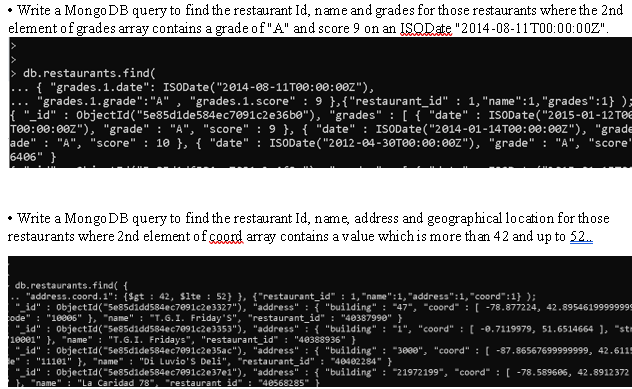 • Write a MongoDB query to find the restaurant Id, name and grades for those restaurants where the 2nd
element of grades array contains a grade of "A" and score 9 on an ISODate "2014-08-11T00:00:00Z".
>
>
> db.restaurants.find(
... { "grades.1.date": ISODate("2014-08-11T00:00:00Z"),
... "grades.1.grade":"A" , "grades.1.score" : 9 },{"restaurant_id" : 1,"name":1,"grades":1} );
{ "_id" : ObjectId("5e85d1de584ec7091c2e36b0"), "grades" : [ { "date" : ISODate("2015-01-12T00
T00:00:00Z"), "grade" : "A", "score" : 9 }, { "date" : ISODate("2014-01-14T00:00:00Z"), "grade
ade" : "A", "score" : 10 }, { "date" : ISODate("2012-04-30T00:00:00Z"), "grade" : "A", "score"
6406" }
• Write a MongoDB query to find the restaurant Id, name, address and geographical location for those
restaurants where 2nd element of coord array contains a value which is more than 42 and up to 52..
db.restaurants.find( {
.. "address.coord.1": {$gt : 42, $lte : 52} }, {"restaurant_id" : 1,"name":1,"address":1,"coord":1} );
"_id" : ObjectId("5e85d1dd584ec7091c2e3327"), "address" : { "building" : "47", "coord" : [ -78.877224, 42.89546199999999
ode" : "10006" }, "name" : "T.G.I. Friday'S", "restaurant_id" : "40387990" }
"_id" : ObjectId("5e85d1dd584ec7091c2e3353"), "address" : { "building" : "1", "coord" : [ -0.7119979, 51.6514664 ], "str
10001" }, "name" : "T.G.I. Fridays", "restaurant_id" : "40388936" }
"_id" : ObjectId("5e85d1de584ec7091c2e35ac"), "address" : { "building" : "3000", "coord" : [ -87.86567699999999, 42.6115
e" : "11101" }, "name" : "Di Luvio'S Deli", "restaurant_id" : "40402284" }
"_id" : ObjectId("5e85d1de584ec7091c2e37e1"), "address" : { "building" : "21972199", "coord" : [ -78.589606, 42.8912372
}, "name" : "La Caridad 78", "restaurant_id" : "40568285" }